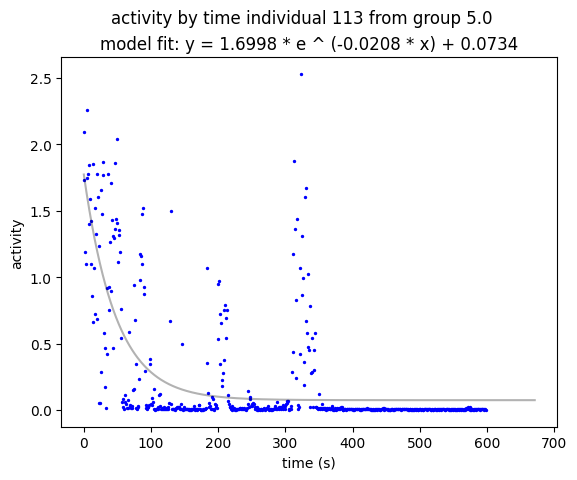 activity by time individual 113 from group 5.0
model fit: y = 1.6998 * e ^ (-0.0208 * x) + 0.0734
2.5
2.0
1.5
1.0
0.5
0.0
activity
0 100 200 300 400 500 600 700
time (s)